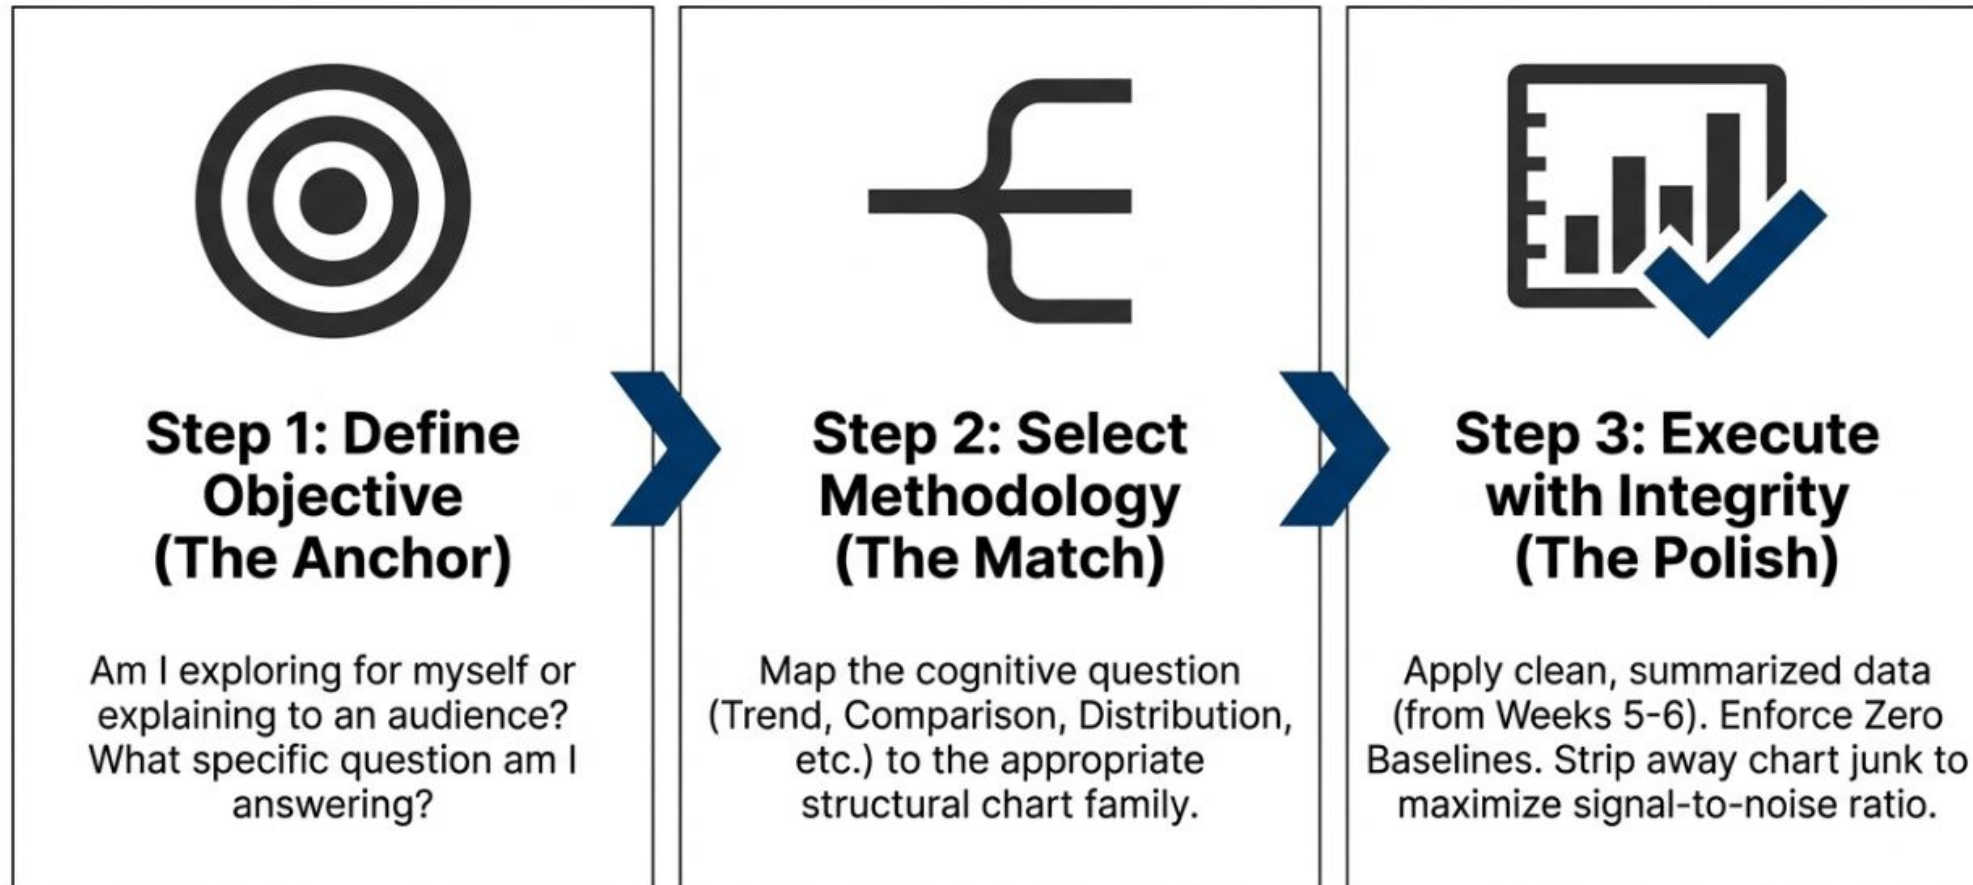 Step 1: Define
Objective
(The Anchor)
Am I exploring for myself or
explaining to an audience?
What specific question am I
answering?
Step 2: Select
Methodology
(The Match)
Map the cognitive question
(Trend, Comparison, Distribution,
etc.) to the appropriate
structural chart family.
Step 3: Execute
with Integrity
(The Polish)
Apply clean, summarized data
(from Weeks 5-6). Enforce Zero
Baselines. Strip away chart junk to
maximize signal-to-noise ratio.